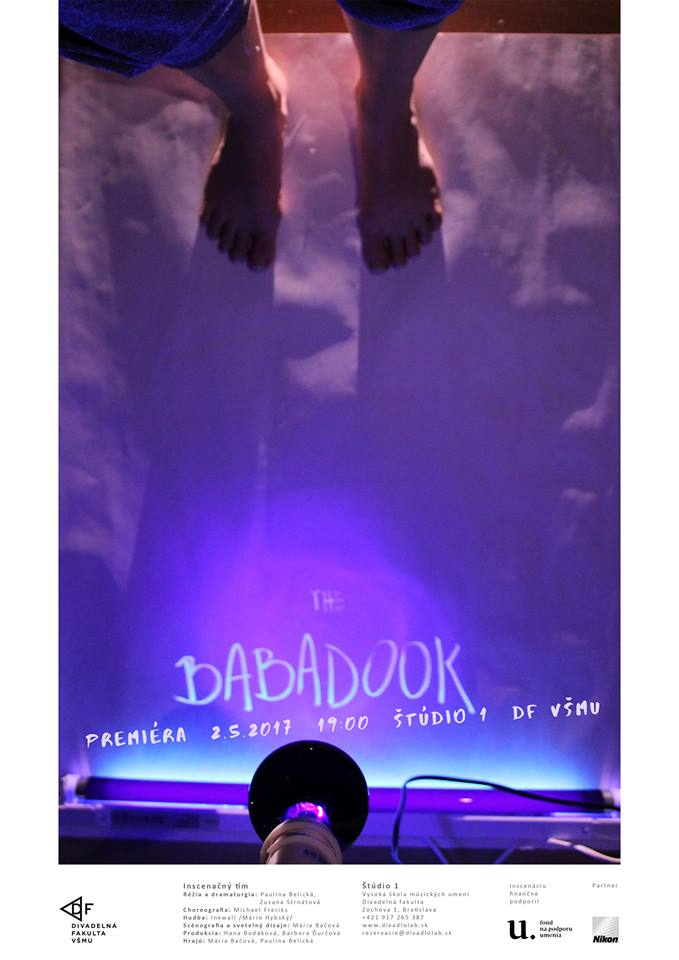 THE
BABADOOK
PREMIÉRA 2.5.2017 19:00 ŠTÚDIO 1 DF VŠMU
DF
DIVADELNÁ
FAKULTA
VŠMU
Inscenačný tím
Réžia a dramaturgia: Paulína Belická,
Zuzana Strnátová
Choreografia: Michael Freriks
Hudba: Inkwall /Mário Hybský/
Scénografia a svetelný dizajn: Mária Bačová
Produkcia: Hana Bodáková, Barbora Ďurčová
Hrajú: Mária Bačová, Paulína Belická
Štúdio 1
Vysoká škola múzických umení
Divadelná fakulta
Zochova 1, Bratislava
+421 917 265 387
www.divadlolab.sk
rezervacie@divadlolab.sk
Inscenáciu
finančne
podporil
u. fond
na podporu
umenia
Partner
Nikon